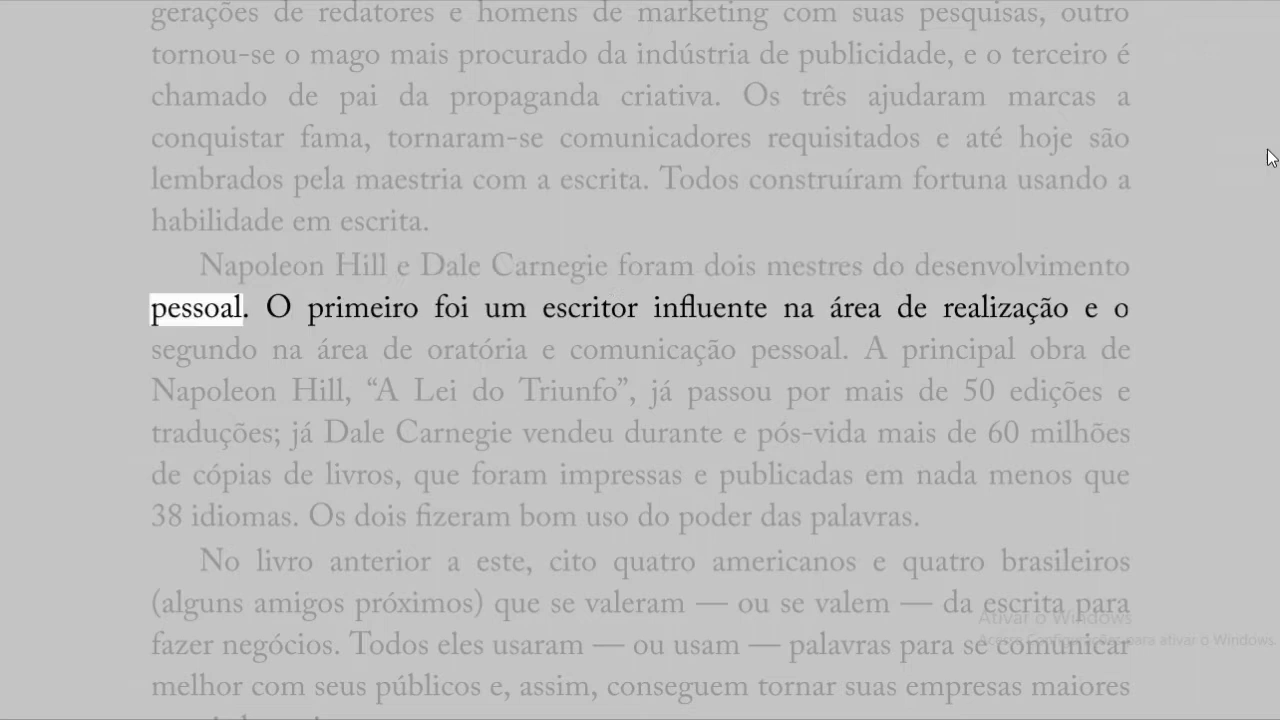 gerações de redatores e homens de marketing com suas pesquisas, outro
tornou-se o mago mais procurado da indústria de publicidade, e o terceiro é
chamado de pai da propaganda criativa. Os três ajudaram marcas a
conquistar fama, tornaram-se comunicadores requisitados e até hoje são
lembrados pela maestria com a escrita. Todos construíram fortuna usando a
habilidade em escrita.
Napoleon Hill e Dale Carnegie foram dois mestres do desenvolvimento
pessoal. O primeiro foi um escritor influente na área de realização e o
segundo na área de oratória e comunicação pessoal. A principal obra de
Napoleon Hill, “A Lei do Triunfo”, já passou por mais de 50 edições e
traduções; já Dale Carnegie vendeu durante e pós-vida mais de 60 milhões
de cópias de livros, que foram impressas e publicadas em nada menos que
38 idiomas. Os dois fizeram bom uso do poder das palavras.
No livro anterior a este, cito quatro americanos e quatro brasileiros
(alguns amigos próximos) que se valeram — ou se valem — da escrita para
Ativar o Windows
fazer negócios. Todos eles usaram — ou usam — palavras para se comunicar
Acesse Configurações para ativar o Windows.
melhor com seus públicos e, assim, conseguem tornar suas empresas maiores